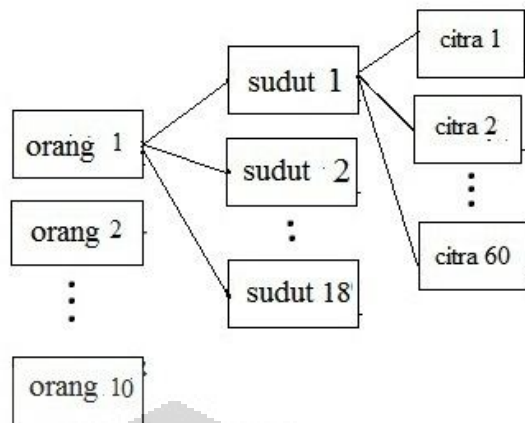 orang 1
orang 2
orang 10
sudut 1
sudut 2
sudut 18
citra 1
citra 2
citra 60